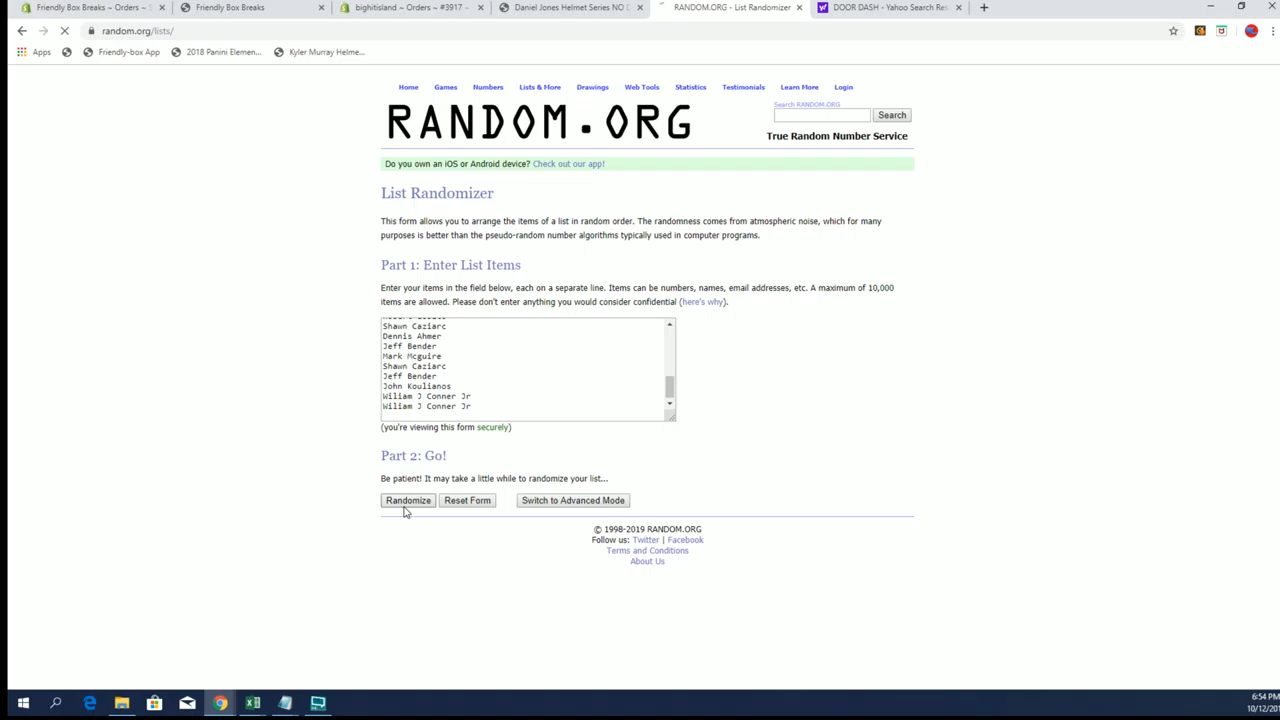 Friendly Box Breaks ~ Orders ~
Friendly Box Breaks
bighitisland ~ Orders ~ #3917 ~
Daniel Jones Helmet Series NO
RANDOM.ORG - List Randomizer
DOOR DASH - Yahoo Search Res
random.org/lists/
Apps
Friendly-box App
2018 Panini Elemen...
Kyler Murray Helme...
Home Games Numbers Lists & More Drawings Web Tools Statistics Testimonials Learn More Login
RANDOM.ORG
Search RANDOM.ORG
Search
True Random Number Service
Do you own an iOS or Android device? Check out our app!
List Randomizer
This form allows you to arrange the items of a list in random order. The randomness comes from atmospheric noise, which for many
purposes is better than the pseudo-random number algorithms typically used in computer programs.
Part 1: Enter List Items
Enter your items in the field below, each on a separate line. Items can be numbers, names, email addresses, etc. A maximum of 10,000
items are allowed. Please don't enter anything you would consider confidential (here's why).
Shawn Caziarc
Dennis Ahmer
Jeff Bender
Mark Mcguire
Shawn Caziarc
Jeff Bender
John Koulianos
Wiliam J Conner Jr
Wiliam J Conner Jr
(you're viewing this form securely)
Part 2: Go!
Be patient! It may take a little while to randomize your list...
Randomize Reset Form Switch to Advanced Mode
© 1998-2019 RANDOM.ORG
Follow us: Twitter | Facebook
Terms and Conditions
About Us
6:54 PM
10/12/201